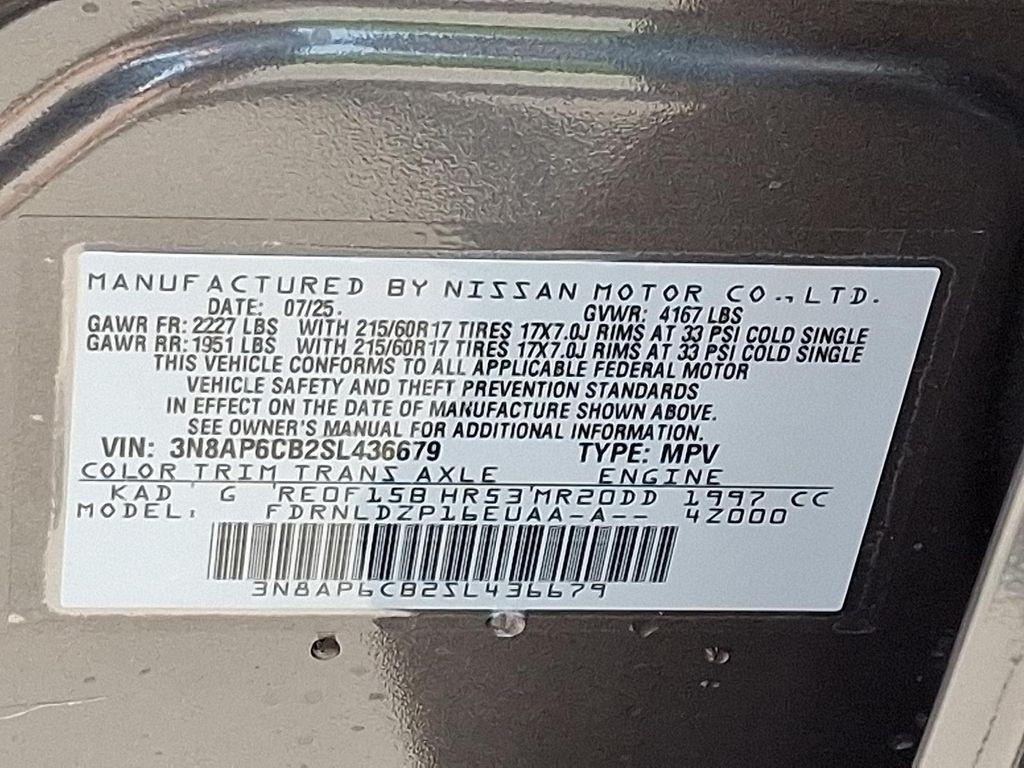 MANUFACTURED BY NISSAN MOTOR CO., LTD.
DATE: 07/25. GVWR: 4167 LBS
GAWR FR: 2227 LBS WITH 215/60R17 TIRES 17X7.0J RIMS AT 33 PSI COLD SINGLE
GAWR RR: 1951 LBS WITH 215/60R17 TIRES 17X7.0J RIMS AT 33 PSI COLD SINGLE
THIS VEHICLE CONFORMS TO ALL APPLICABLE FEDERAL MOTOR
VEHICLE SAFETY AND THEFT PREVENTION STANDARDS
IN EFFECT ON THE DATE OF MANUFACTURE SHOWN ABOVE.
SEE OWNER'S MANUAL FOR ADDITIONAL INFORMATION.
VIN: 3N8AP6CB2SL436679 TYPE: MPV
COLOR TRIM TRANS AXLE ENGINE
KAD G RE0F15B HR53 MR20DD 1997 CC
MODEL: FDRNLDZP16EUAA-A-- 42000
3N8AP6CB2SL436679